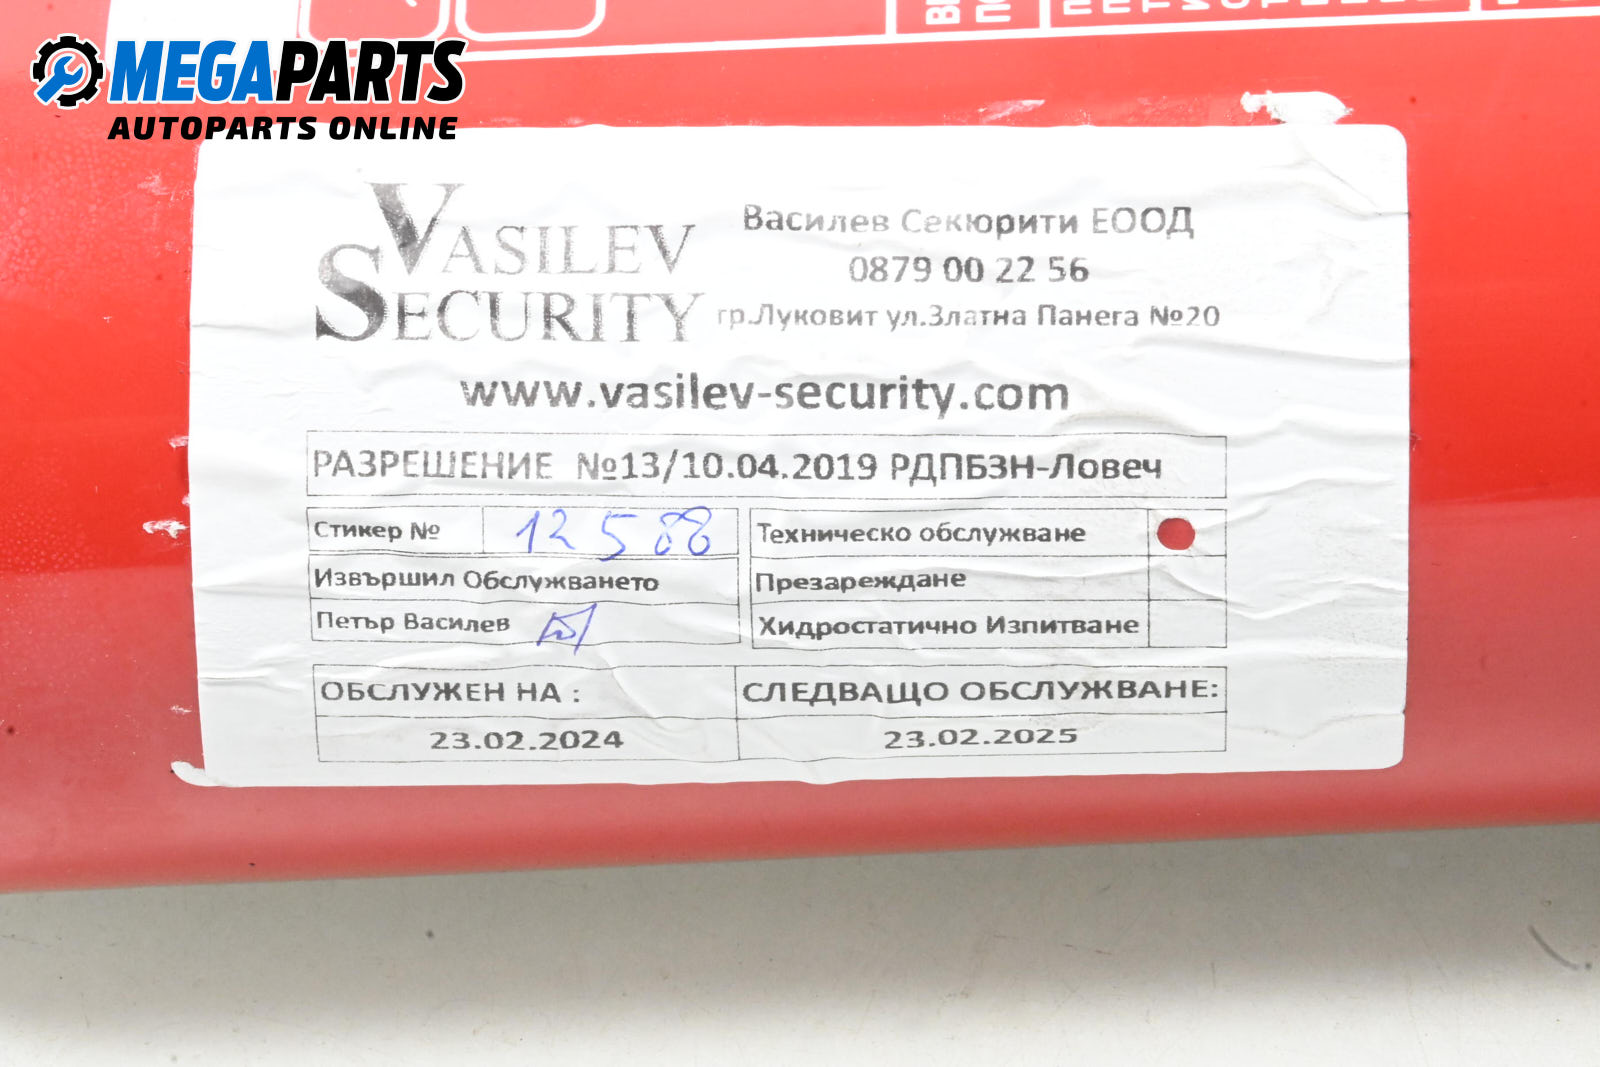 MEGAPARTS
AUTOPARTS ONLINE
VASILEV
SECURITY
Василев Секюрити ЕООД
0879 00 22 56
гр.Луковит ул.Златна Панега №20
www.vasilev-security.com
РАЗРЕШЕНИЕ №13/10.04.2019 РДПБЗН-Ловеч
Стикер № 12588
Извършил Обслужването
Петър Василев
Техническо обслужване
Презареждане
Хидростатично Изпитване
ОБСЛУЖЕН НА : СЛЕДВАЩО ОБСЛУЖВАНЕ:
23.02.2024 23.02.2025